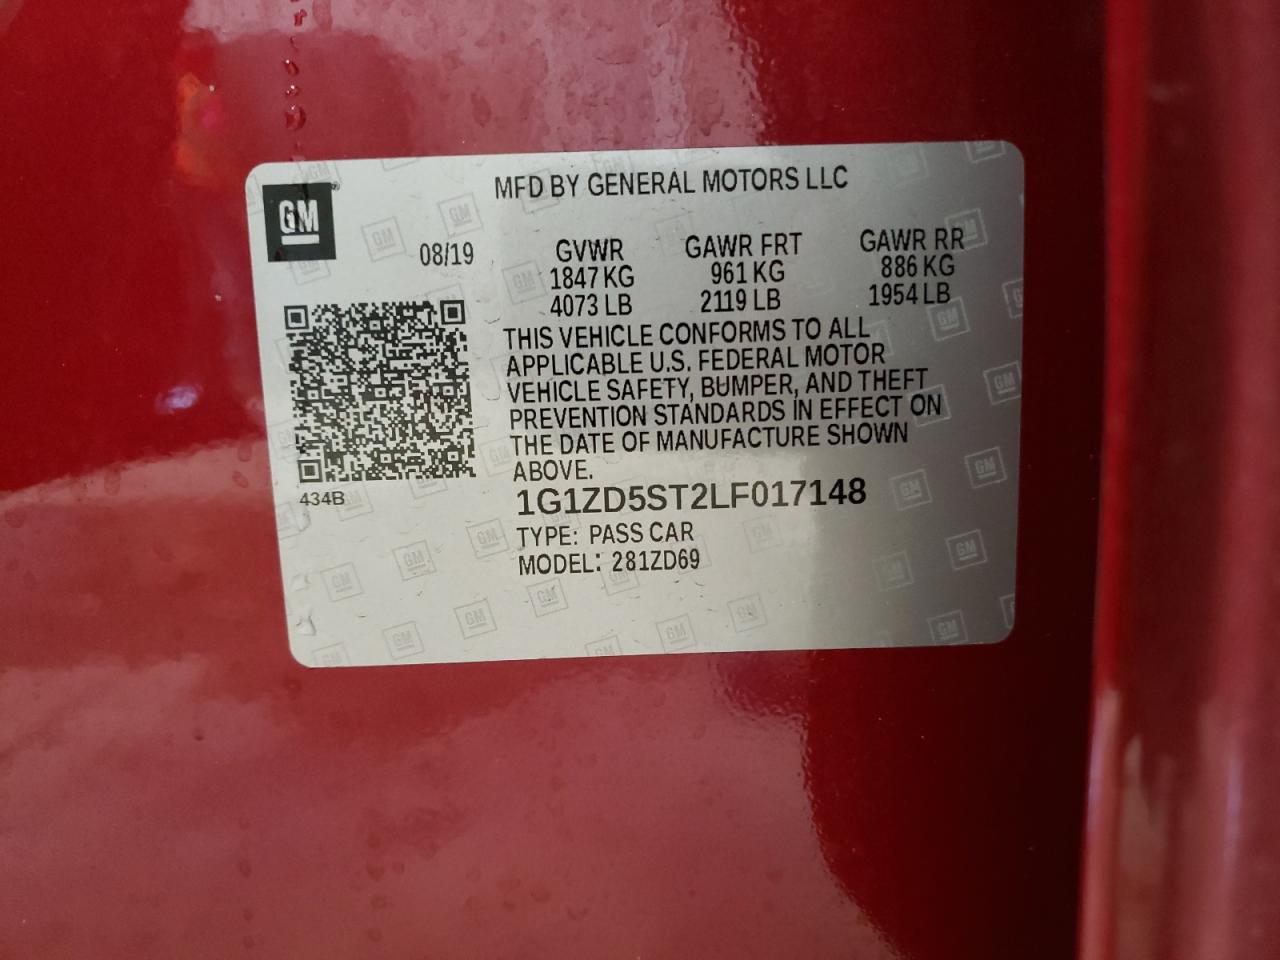 GM
MFD BY GENERAL MOTORS LLC
08/19
GVWR GAWR FRT GAWR RR
1847 KG 961 KG 886 KG
4073 LB 2119 LB 1954 LB
THIS VEHICLE CONFORMS TO ALL
APPLICABLE U.S. FEDERAL MOTOR
VEHICLE SAFETY, BUMPER, AND THEFT
PREVENTION STANDARDS IN EFFECT ON
THE DATE OF MANUFACTURE SHOWN
ABOVE.
434B
1G1ZD5ST2LF017148
TYPE: PASS CAR
MODEL: 281ZD69